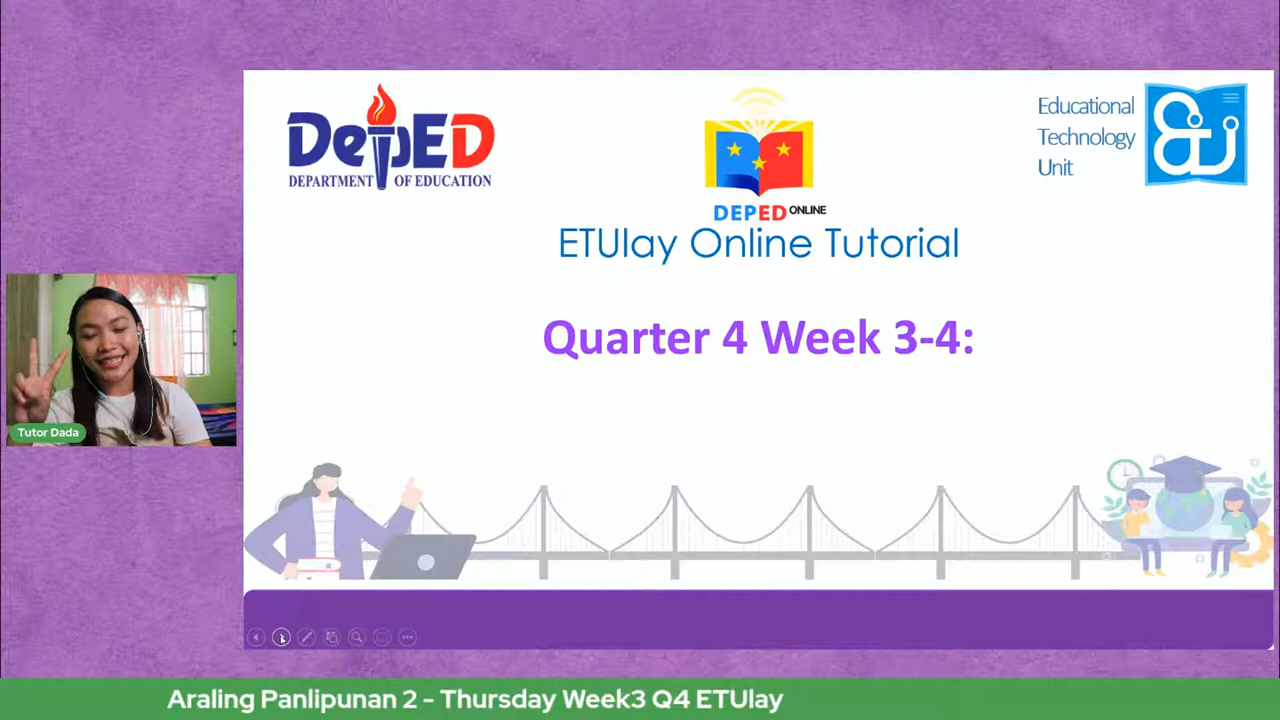 DepED
DEPARTMENT OF EDUCATION
DEPED ONLINE
Educational
Technology
Unit
ETUlay Online Tutorial
Quarter 4 Week 3-4:
Tutor Dada
Araling Panlipunan 2 - Thursday Week3 Q4 ETUlay